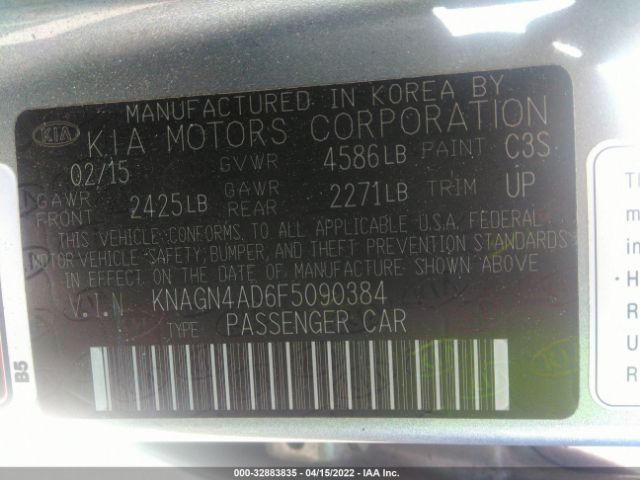 MANUFACTURED IN KOREA BY
KIA KIA MOTORS CORPORATION
02/15 GVWR 4586LB PAINT C3S
GAWR FRONT 2425LB GAWR REAR 2271LB TRIM UP
THIS VEHICLE CONFORMS TO ALL APPLICABLE U.S.A. FEDERAL
MOTOR VEHICLE SAFETY, BUMPER, AND THEFT PREVENTION STANDARDS
IN EFFECT ON THE DATE OF MANUFACTURE SHOWN ABOVE
V.I.N KNAGN4AD6F5090384
TYPE PASSENGER CAR
B5
000-32883835 - 04/15/2022 - IAA Inc.